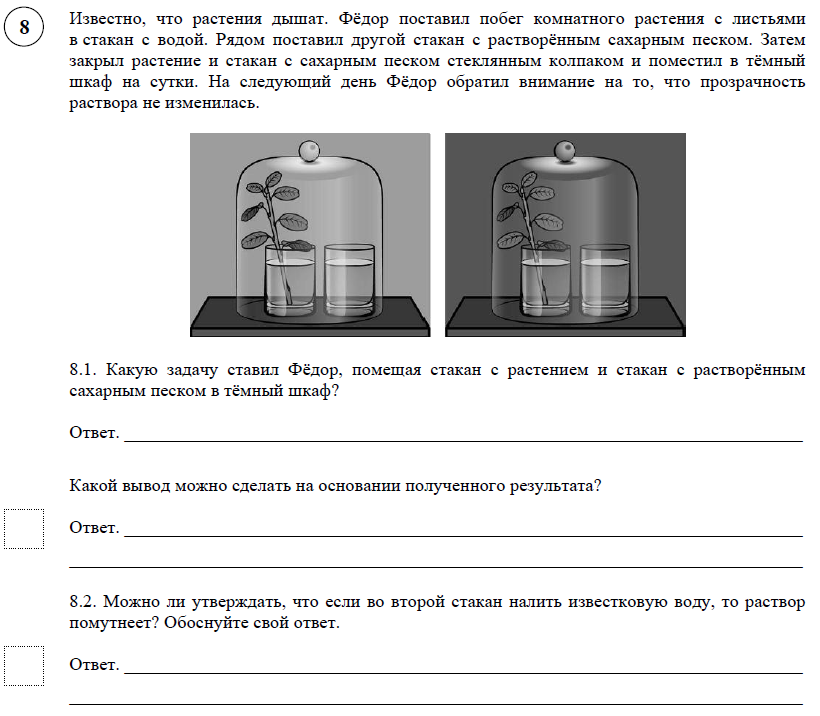 8
Известно, что растения дышат. Фёдор поставил побег комнатного растения с листьями
в стакан с водой. Рядом поставил другой стакан с растворённым сахарным песком. Затем
закрыл растение и стакан с сахарным песком стеклянным колпаком и поместил в тёмный
шкаф на сутки. На следующий день Фёдор обратил внимание на то, что прозрачность
раствора не изменилась.
8.1. Какую задачу ставил Фёдор, помещая стакан с растением и стакан с растворённым
сахарным песком в тёмный шкаф?
Ответ.
Какой вывод можно сделать на основании полученного результата?
Ответ.
8.2. Можно ли утверждать, что если во второй стакан налить известковую воду, то раствор
помутнеет? Обоснуйте свой ответ.
Ответ.